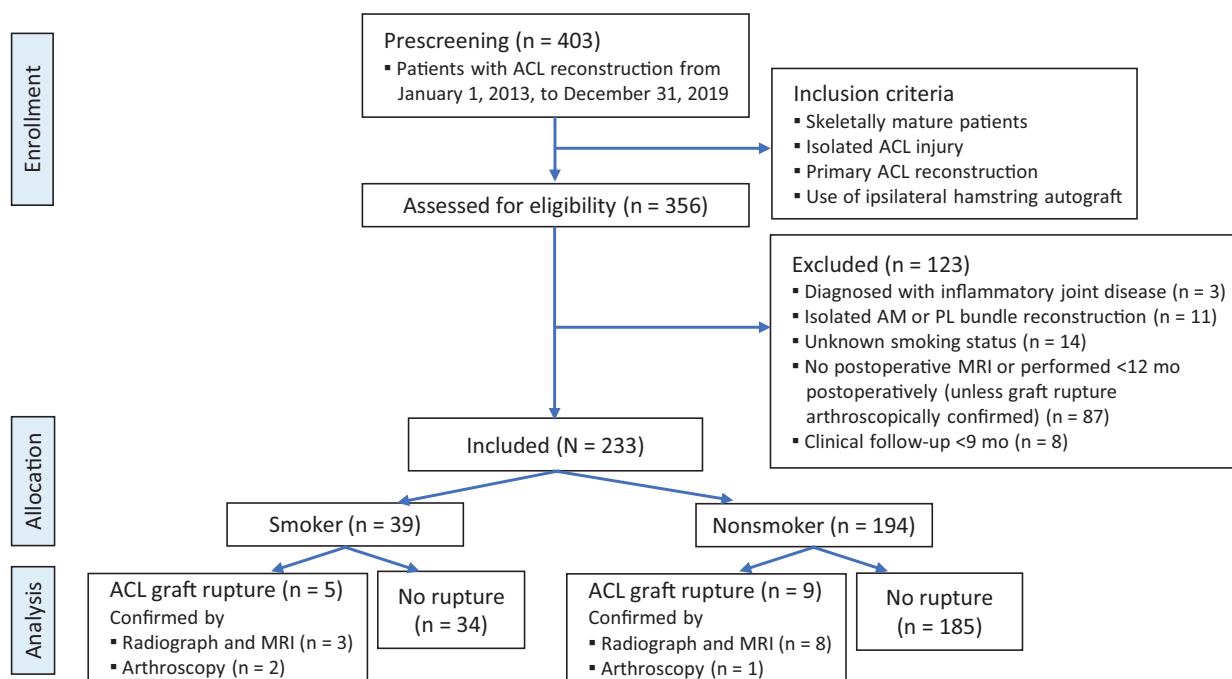 Enrollment
Prescreening (n = 403)
▪ Patients with ACL reconstruction from
January 1, 2013, to December 31, 2019
Inclusion criteria
▪ Skeletally mature patients
▪ Isolated ACL injury
▪ Primary ACL reconstruction
▪ Use of ipsilateral hamstring autograft
Assessed for eligibility (n = 356)
Excluded (n = 123)
▪ Diagnosed with inflammatory joint disease (n = 3)
▪ Isolated AM or PL bundle reconstruction (n = 11)
▪ Unknown smoking status (n = 14)
▪ No postoperative MRI or performed <12 mo
postoperatively (unless graft rupture
arthroscopically confirmed) (n = 87)
▪ Clinical follow-up <9 mo (n = 8)
Allocation
Included (N = 233)
Smoker (n = 39)
Nonsmoker (n = 194)
Analysis
ACL graft rupture (n = 5)
Confirmed by
▪ Radiograph and MRI (n = 3)
▪ Arthroscopy (n = 2)
No rupture
(n = 34)
ACL graft rupture (n = 9)
Confirmed by
▪ Radiograph and MRI (n = 8)
▪ Arthroscopy (n = 1)
No rupture
(n = 185)